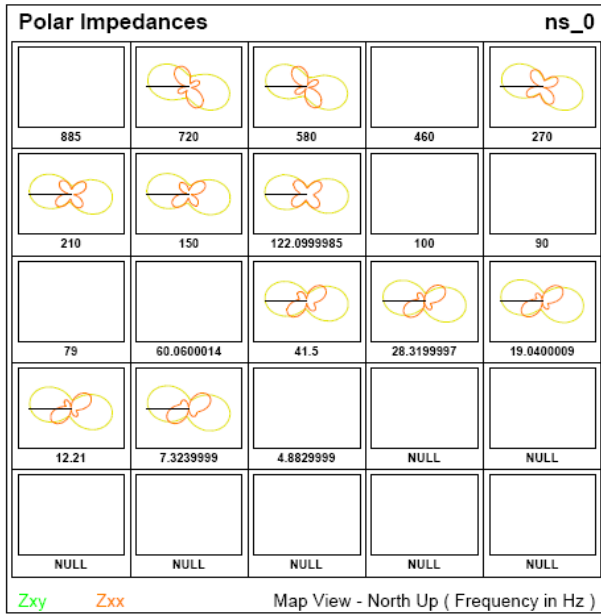 Polar Impedances ns_0
885 720 580 460 270
210 150 122.0999985 100 90
79 60.0600014 41.5 28.3199997 19.0400009
12.21 7.3239999 4.8829999 NULL NULL
NULL NULL NULL NULL NULL
Zxy Zxx Map View - North Up ( Frequency in Hz )